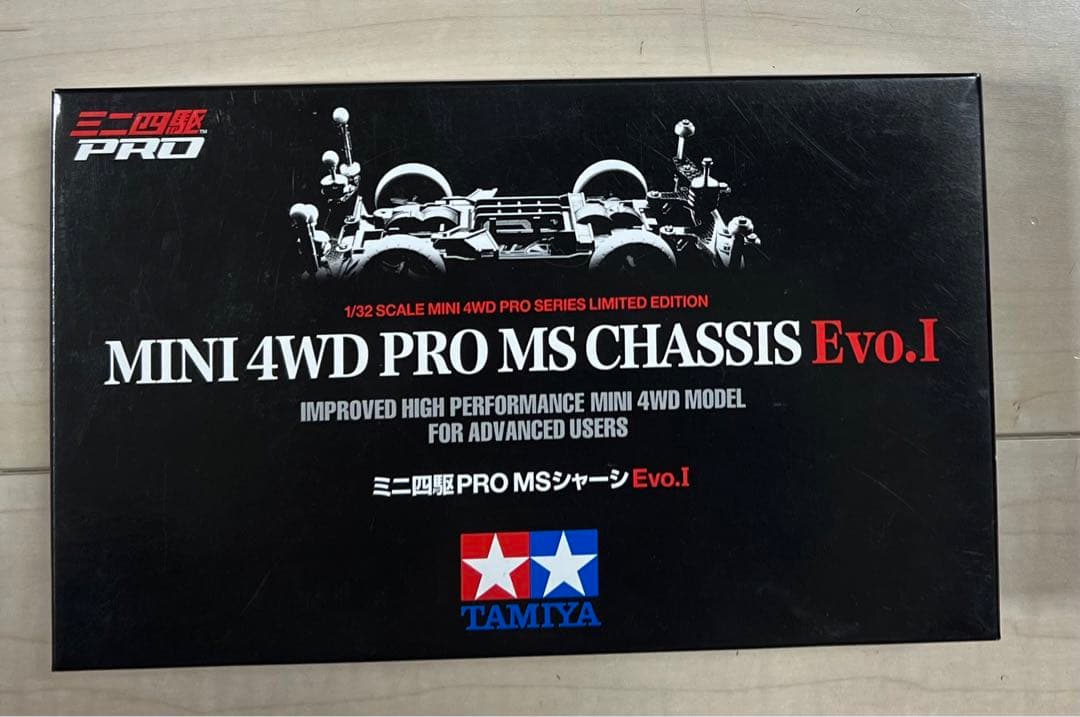 ミニ四駆™
PRO
1/32 SCALE MINI 4WD PRO SERIES LIMITED EDITION
MINI 4WD PRO MS CHASSIS Evo.I
IMPROVED HIGH PERFORMANCE MINI 4WD MODEL
FOR ADVANCED USERS
ミニ四駆PRO MSシャーシ Evo.I
TAMIYA